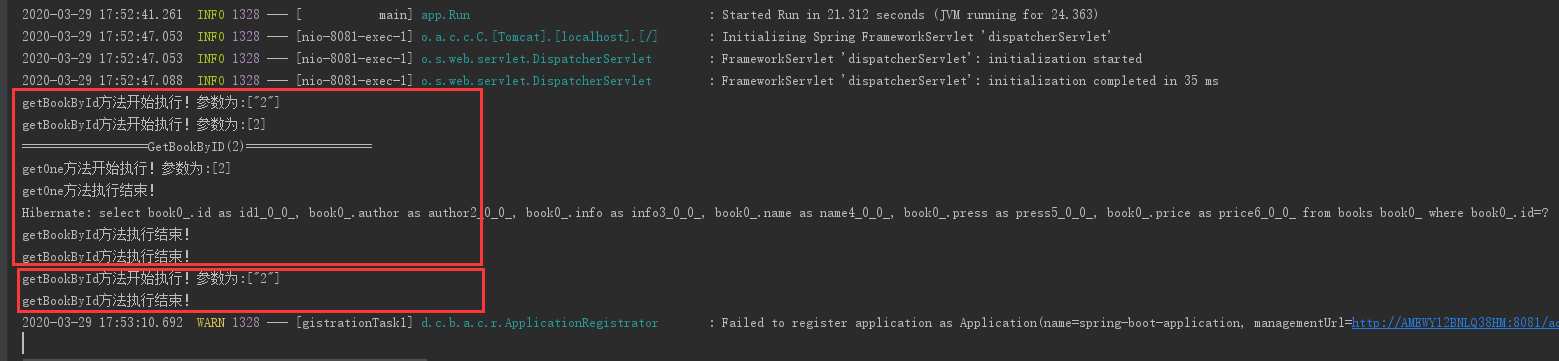 2020-03-29 17:52:41.261  INFO 1328 --- [           main] app.Run                                  : Started Run in 21.312 seconds (JVM running for 24.363)
2020-03-29 17:52:47.053  INFO 1328 --- [nio-8081-exec-1] o.a.c.c.C.[Tomcat].[localhost].[/]       : Initializing Spring FrameworkServlet 'dispatcherServlet'
2020-03-29 17:52:47.053  INFO 1328 --- [nio-8081-exec-1] o.s.web.servlet.DispatcherServlet        : FrameworkServlet 'dispatcherServlet': initialization started
2020-03-29 17:52:47.088  INFO 1328 --- [nio-8081-exec-1] o.s.web.servlet.DispatcherServlet        : FrameworkServlet 'dispatcherServlet': initialization completed in 35 ms
getBookById方法开始执行！参数为:["2"]
getBookById方法开始执行！参数为:[2]
==================GetBookByID(2)==================
getOne方法开始执行！参数为:[2]
getOne方法执行结束！
Hibernate: select book0_.id as id1_0_0_, book0_.author as author2_0_0_, book0_.info as info3_0_0_, book0_.name as name4_0_0_, book0_.press as press5_0_0_, book0_.price as price6_0_0_ from books book0_ where book0_.id=?
getBookById方法执行结束！
getBookById方法执行结束！
getBookById方法开始执行！参数为:["2"]
getBookById方法执行结束！
2020-03-29 17:53:10.692  WARN 1328 --- [gistrationTask1] d.c.b.a.c.r.ApplicationRegistrator       : Failed to register application as Application(name=spring-boot-application, managementUrl=http://AMEWY12BNLQ38HM:8081/ac